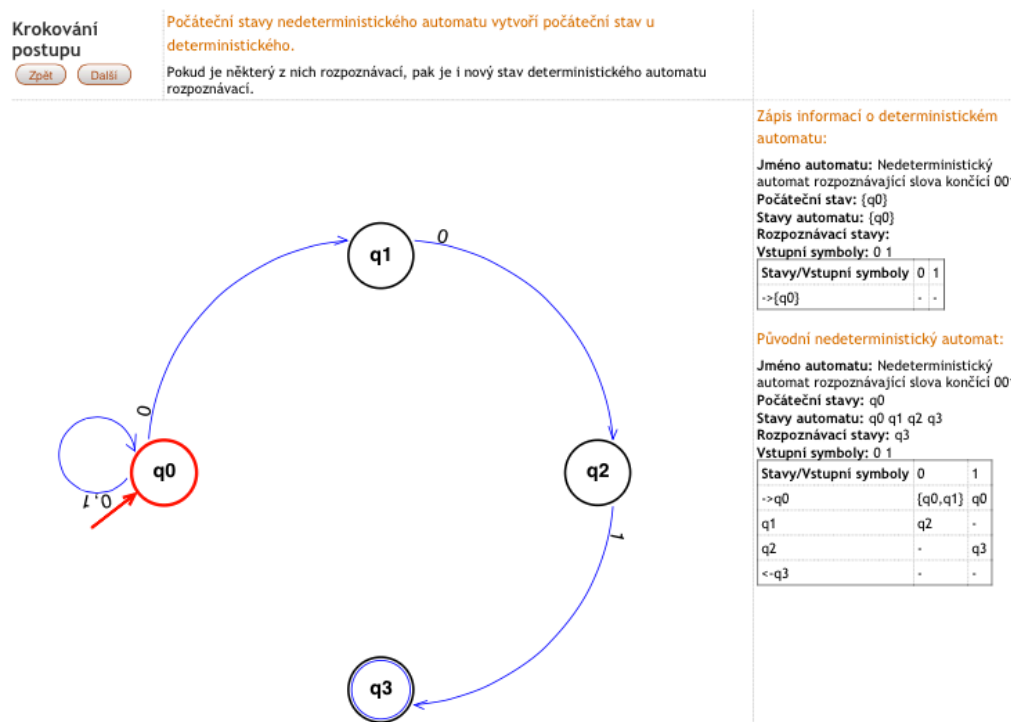 Krokování
postupu
Zpět Další
Počáteční stavy nedeterministického automatu vytvoří počáteční stav u
deterministického.
Pokud je některý z nich rozpoznávací, pak je i nový stav deterministického automatu
rozpoznávací.
q1
0
0
q0
0,1
q2
1
q3
Zápis informací o deterministickém
automatu:
Jméno automatu: Nedeterministický
automat rozpoznávající slova končící 001
Počáteční stav: {q0}
Stavy automatu: {q0}
Rozpoznávací stavy:
Vstupní symboly: 0 1
Stavy/Vstupní symboly 0 1
->{q0} - -
Původní nedeterministický automat:
Jméno automatu: Nedeterministický
automat rozpoznávající slova končící 001
Počáteční stavy: q0
Stavy automatu: q0 q1 q2 q3
Rozpoznávací stavy: q3
Vstupní symboly: 0 1
Stavy/Vstupní symboly 0 1
->q0 {q0,q1} q0
q1 q2 -
q2 - q3
<-q3 - -